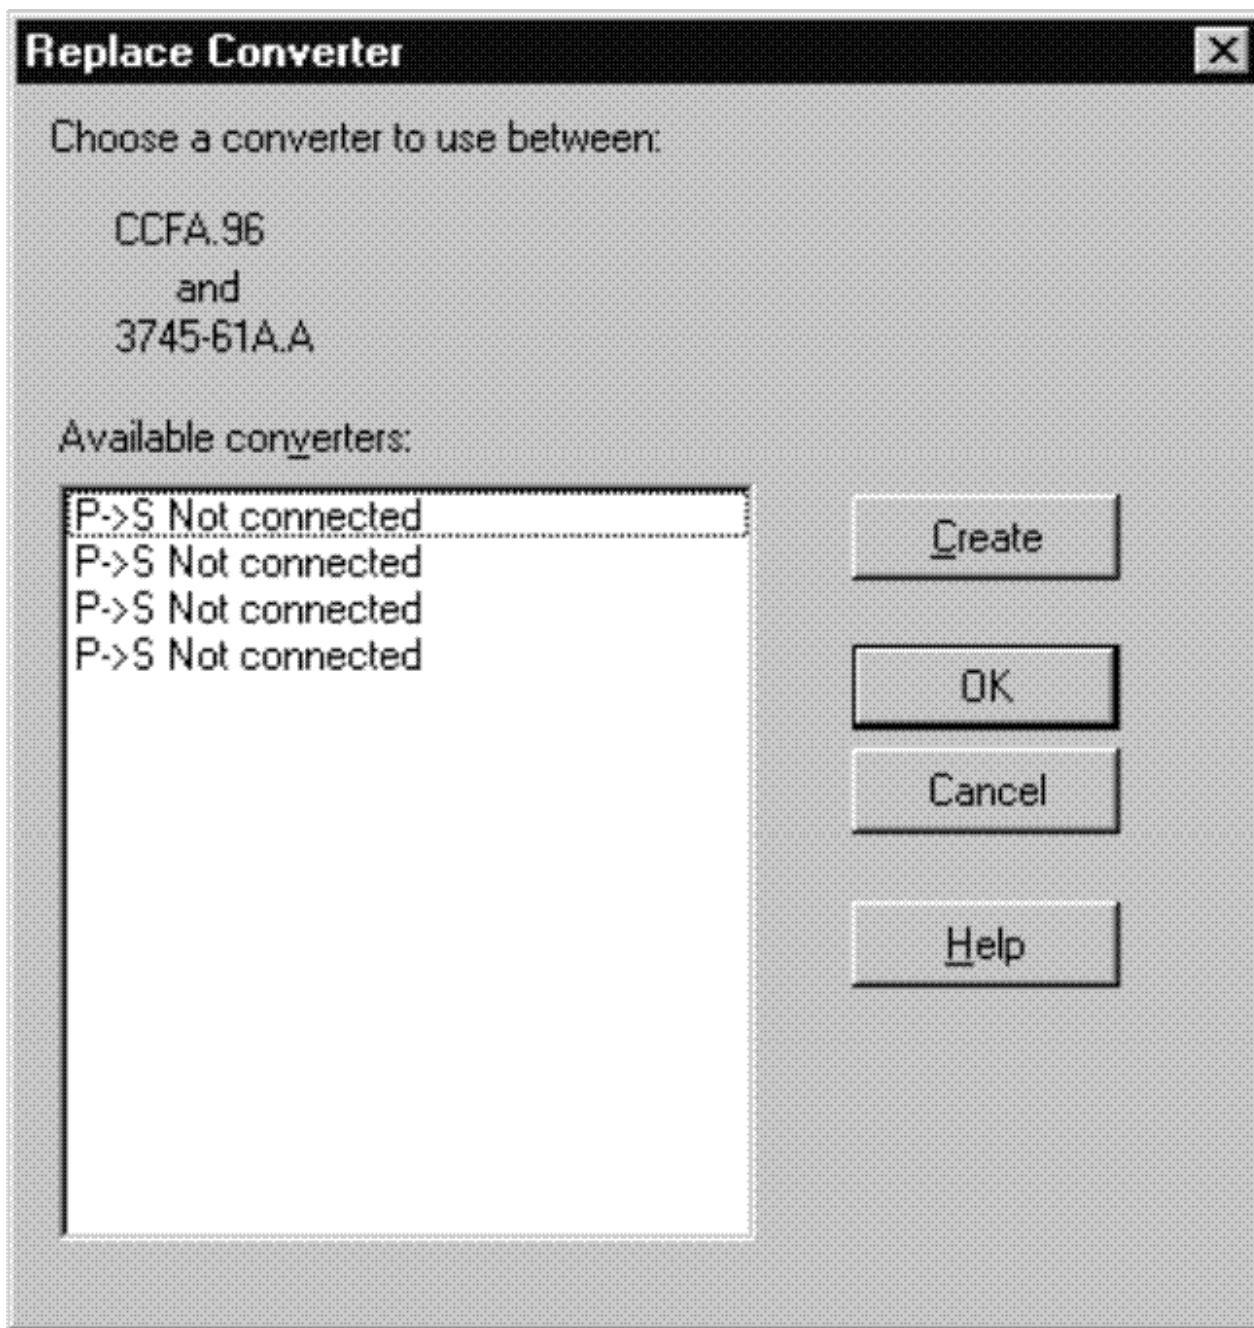 Replace Converter
Choose a converter to use between:
CCFA.96
and
3745-61A.A
Available converters:
P->S Not connected
P->S Not connected
P->S Not connected
P->S Not connected
Create
OK
Cancel
Help